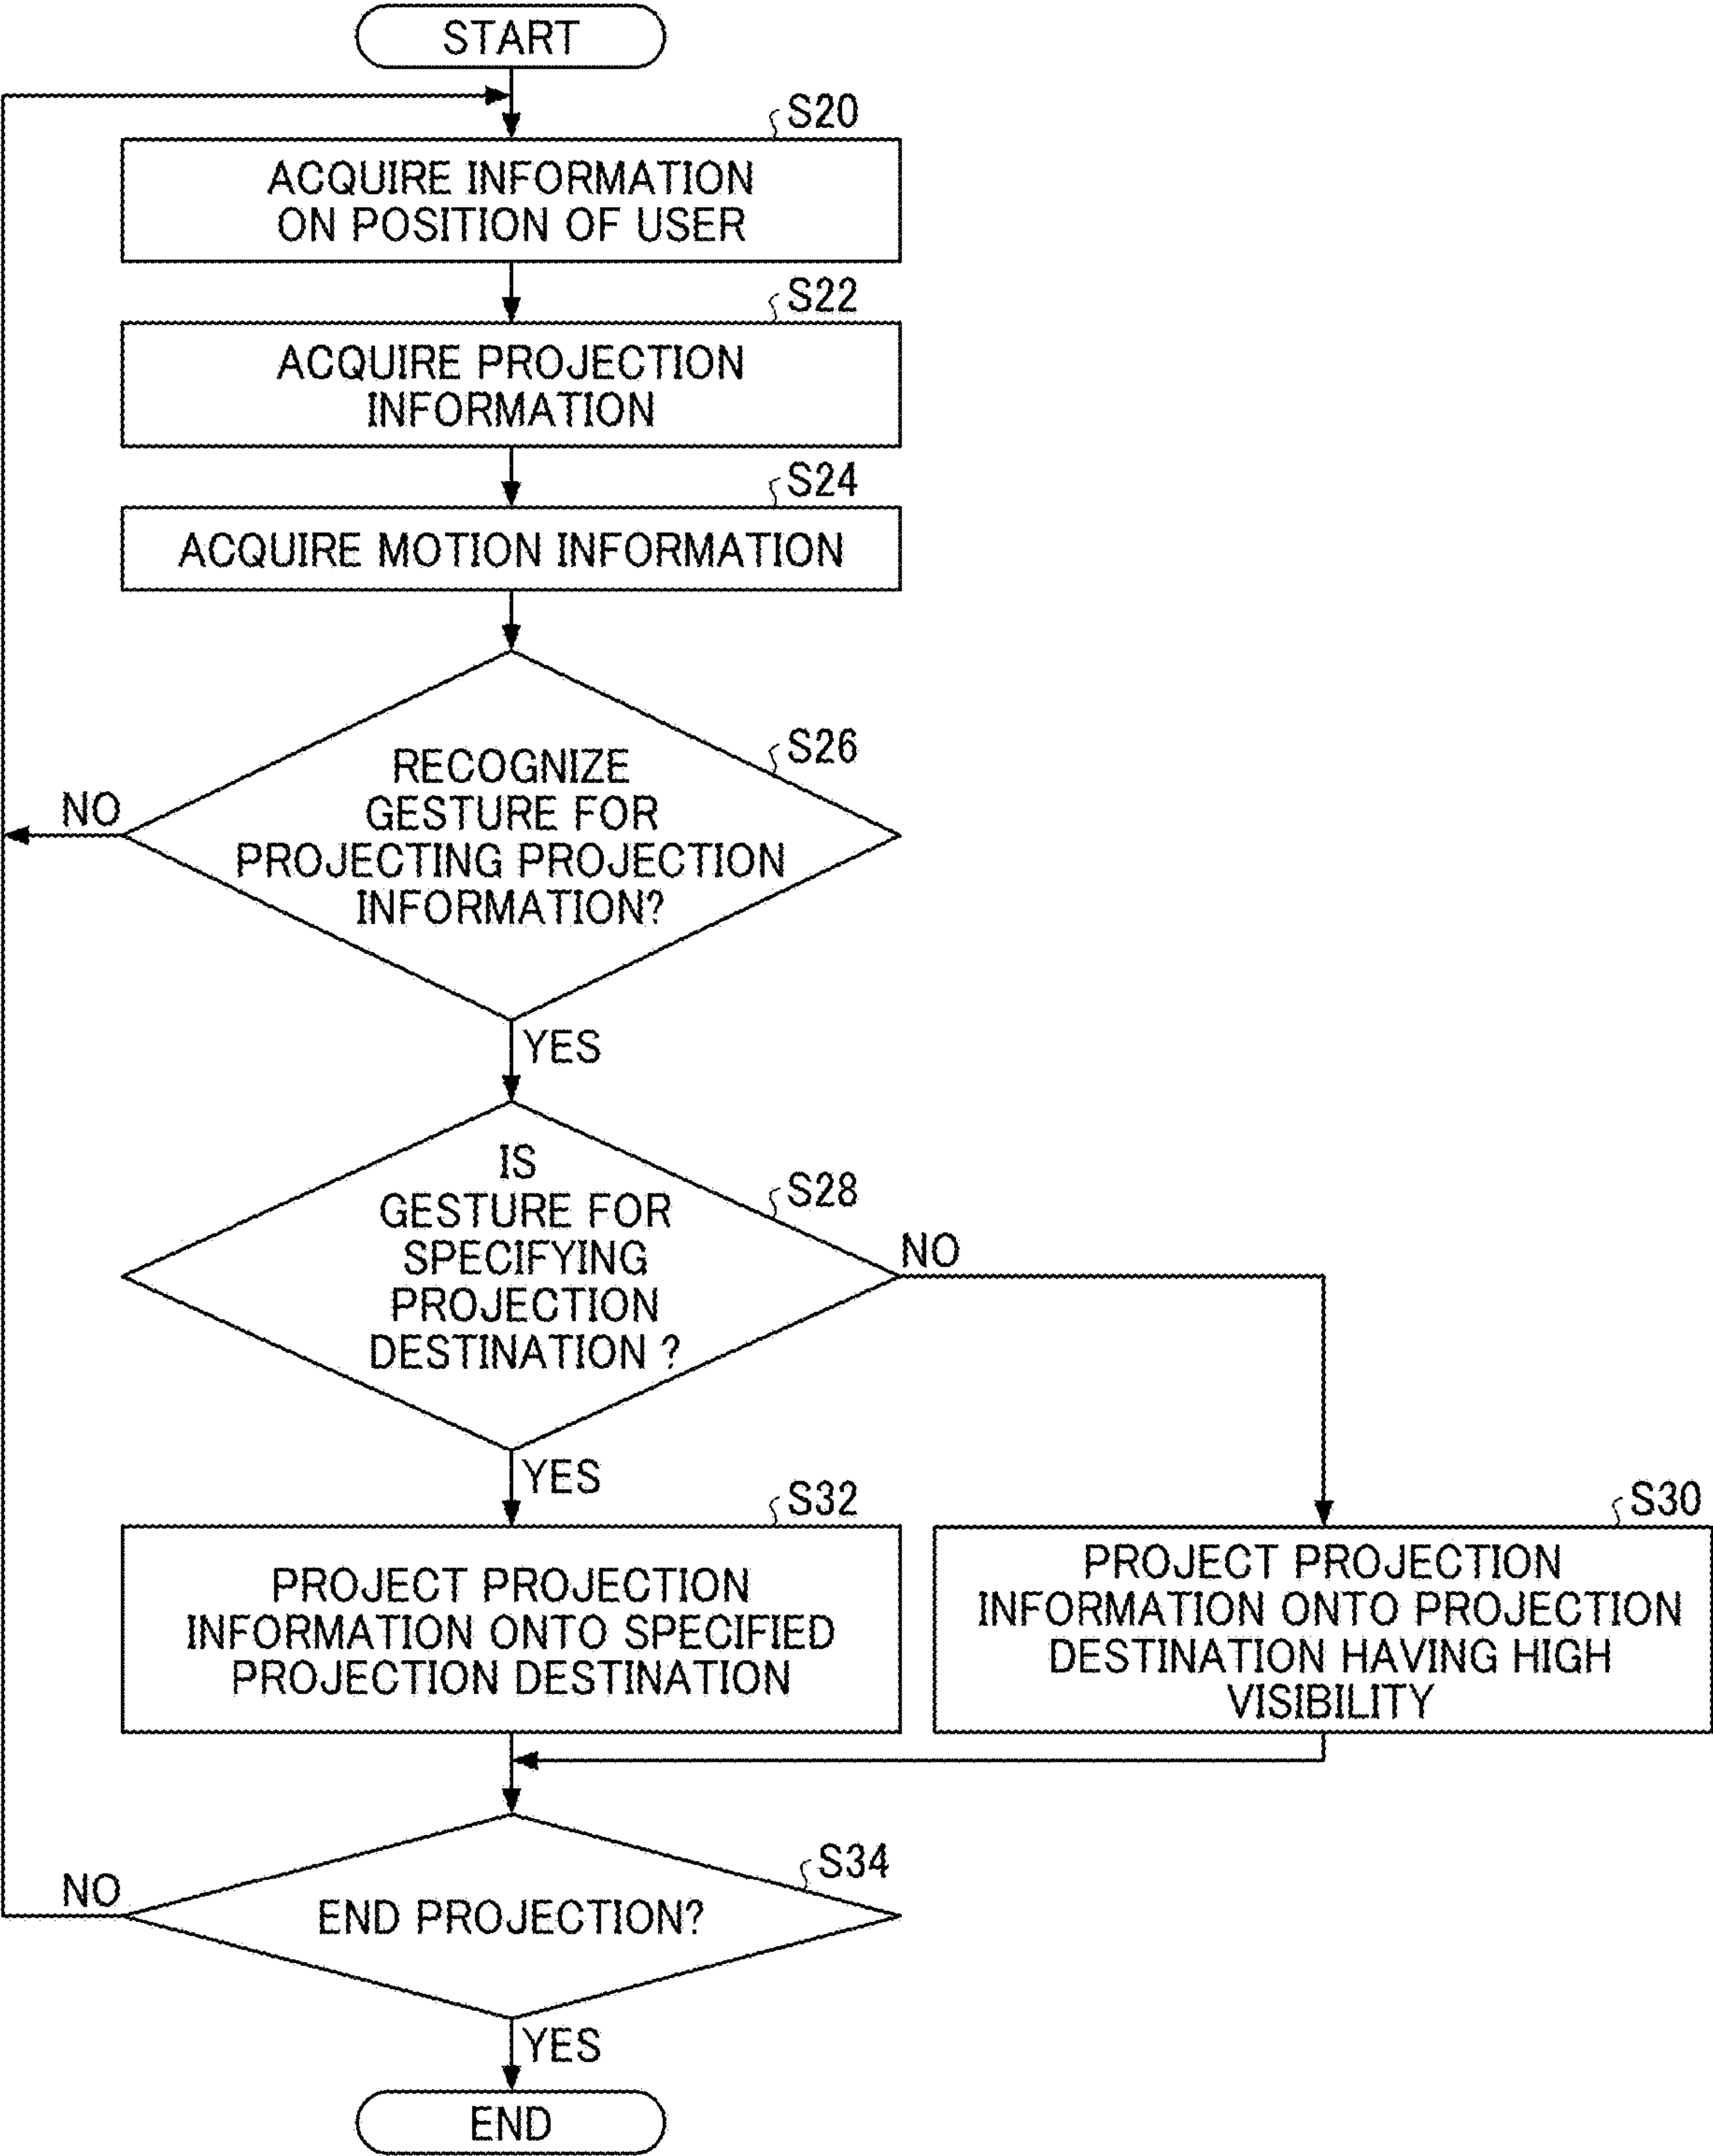 START
S20
ACQUIRE INFORMATION
ON POSITION OF USER
S22
ACQUIRE PROJECTION
INFORMATION
S24
ACQUIRE MOTION INFORMATION
S26
RECOGNIZE
GESTURE FOR
PROJECTING PROJECTION
INFORMATION?
NO
YES
S28
IS
GESTURE FOR
SPECIFYING
PROJECTION
DESTINATION ?
NO
YES
S32
PROJECT PROJECTION
INFORMATION ONTO SPECIFIED
PROJECTION DESTINATION
S30
PROJECT PROJECTION
INFORMATION ONTO PROJECTION
DESTINATION HAVING HIGH
VISIBILITY
S34
END PROJECTION?
NO
YES
END